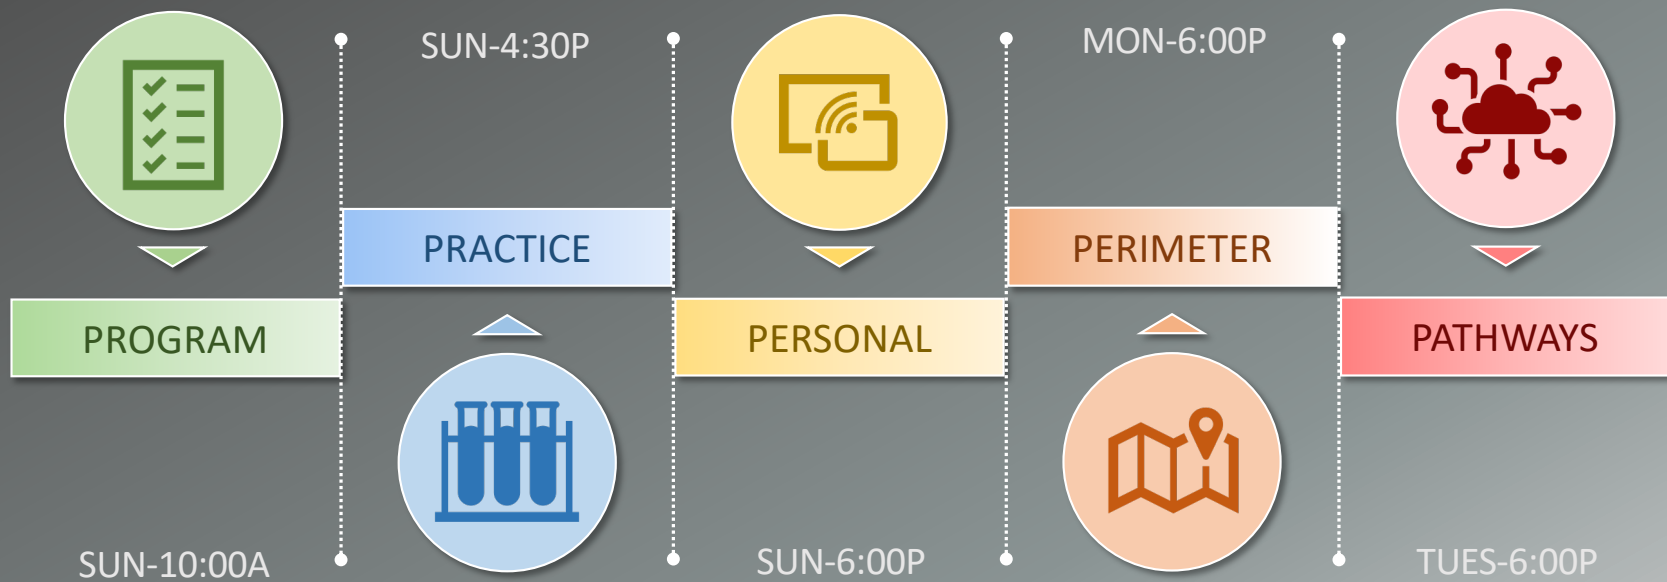 SUN-4:30P
MON-6:00P
PRACTICE
PERIMETER
PROGRAM
PERSONAL
PATHWAYS
SUN-10:00A
SUN-6:00P
TUES-6:00P